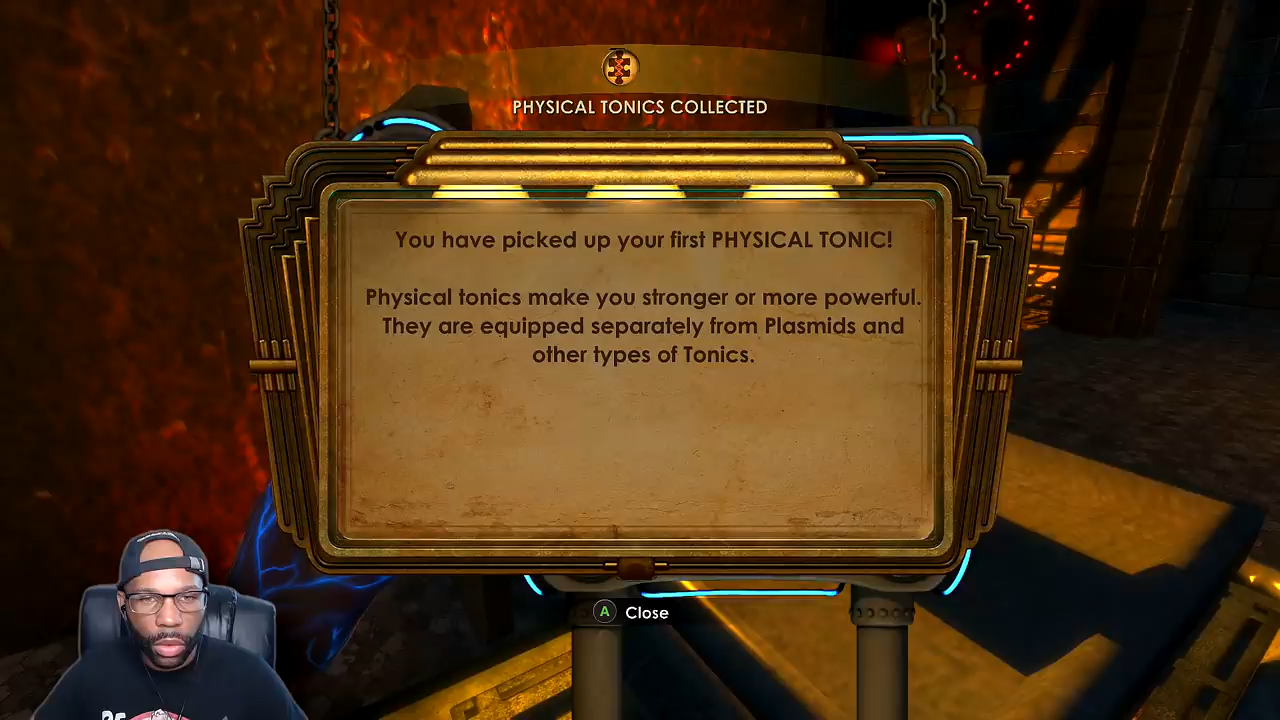 PHYSICAL TONICS COLLECTED
You have picked up your first PHYSICAL TONIC!
Physical tonics make you stronger or more powerful.
They are equipped separately from Plasmids and
other types of Tonics.
A Close